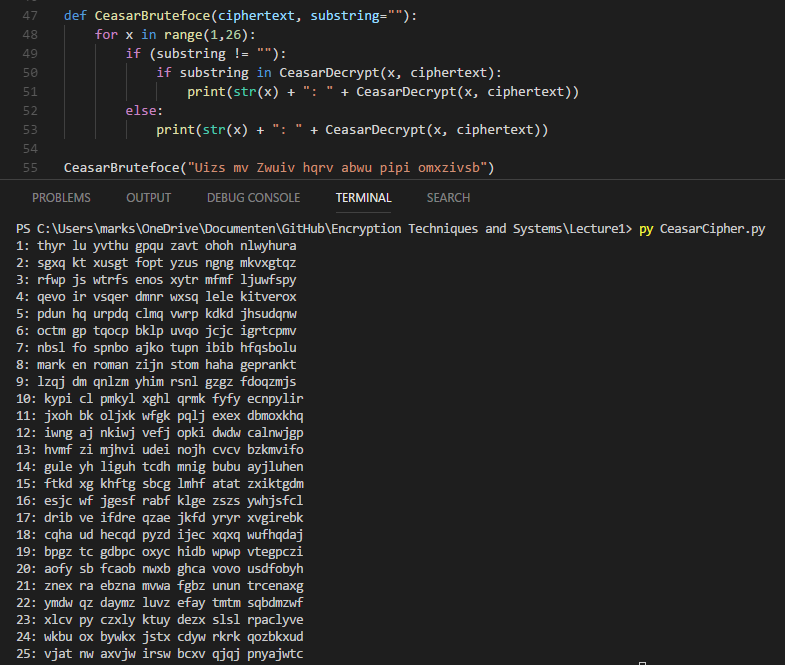 47 def CeasarBrutefoce(ciphertext, substring=""):
48     for x in range(1,26):
49         if (substring != ""):
50             if substring in CeasarDecrypt(x, ciphertext):
51                 print(str(x) + ": " + CeasarDecrypt(x, ciphertext))
52         else:
53             print(str(x) + ": " + CeasarDecrypt(x, ciphertext))
54
55 CeasarBrutefoce("Uizs mv Zwuiv hqrv abwu pipi omxzivsb")
PROBLEMS OUTPUT DEBUG CONSOLE TERMINAL SEARCH
PS C:\Users\marks\OneDrive\Documenten\GitHub\Encryption Techniques and Systems\Lecture1> py CeasarCipher.py
1: thyr lu yvthu gpqu zavt ohoh nlwyhura
2: sgxq kt xusgt fopt yzus ngng mkvxgtqz
3: rfwp js wtrfs enos xytr mfmf ljuwfspy
4: qevo ir vsqer dmnr wxsq lele kitverox
5: pdun hq urpdq clmq vwrp kdkd jhsudqnw
6: octm gp tqocp bklp uvqo jcjc igrtcpmv
7: nbsl fo spnbo ajko tupn ibib hfqsbolu
8: mark en roman zijn stom haha geprankt
9: lzqj dm qnlzm yhim rsnl gzgz fdoqzmjs
10: kypi cl pmkyl xghl qrmk fyfy ecnpylir
11: jxoh bk oljxk wfgk pqlj exex dbmoxkhq
12: iwng aj nkiwj vefj opki dwdw calnwjgp
13: hvmf zi mjhvi udei nojh cvcv bzkmvifo
14: gule yh liguh tcdh mnig bubu ayjluhen
15: ftkd xg khftg sbcg lmhf atat zxiktgdm
16: esjc wf jgesf rabf klge zszs ywhjsfcl
17: drib ve ifdre qzae jkfd yryr xvgirebk
18: cqha ud hecqd pyzd ijec xqxq wufhqdaj
19: bpgz tc gdbpc oxyc hidb wpwp vtegpczi
20: aofy sb fcaob nwxb ghca vovo usdfobyh
21: znex ra ebzna mvwa fgbz unun trcenaxg
22: ymdw qz daymz luvz efay tmtm sqbdmzwf
23: xlcv py czxly ktuy dezx slsl rpaclyve
24: wkbu ox bywkx jstx cdyw rkrk qozbkxud
25: vjat nw axvjw irsw bcxv qjqj pnyajwtc